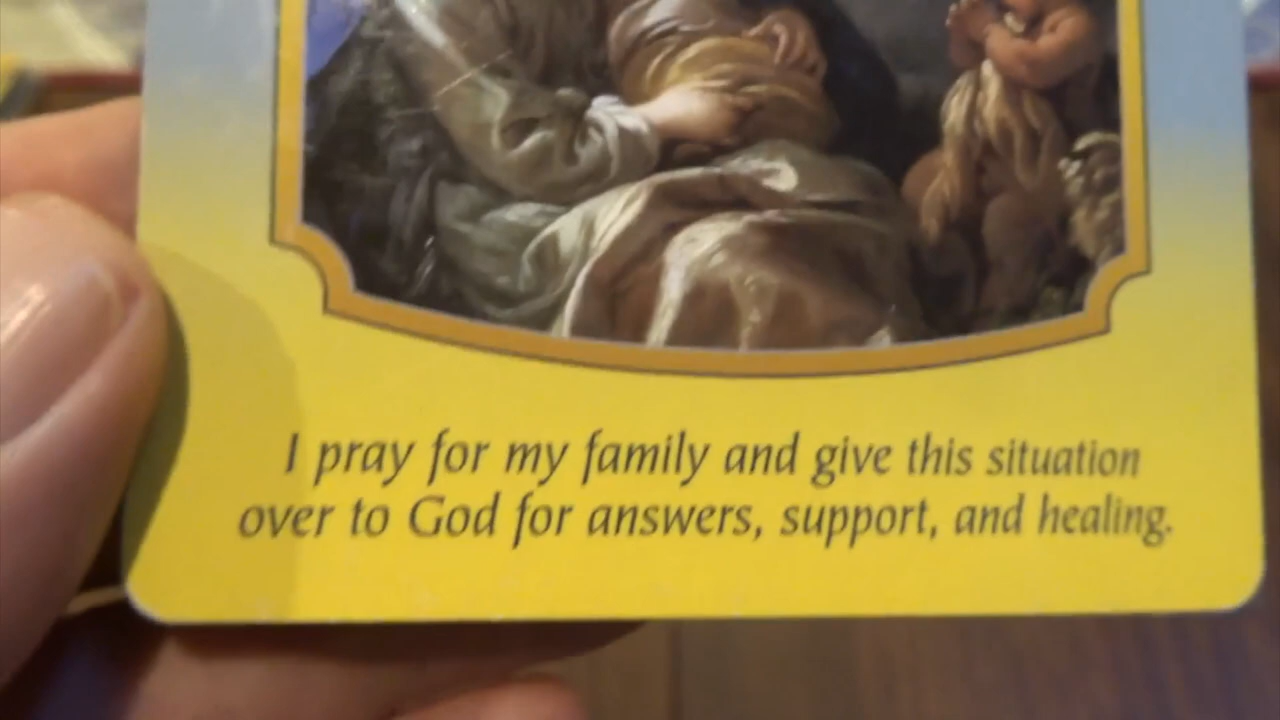 I pray for my family and give this situation
over to God for answers, support, and healing.